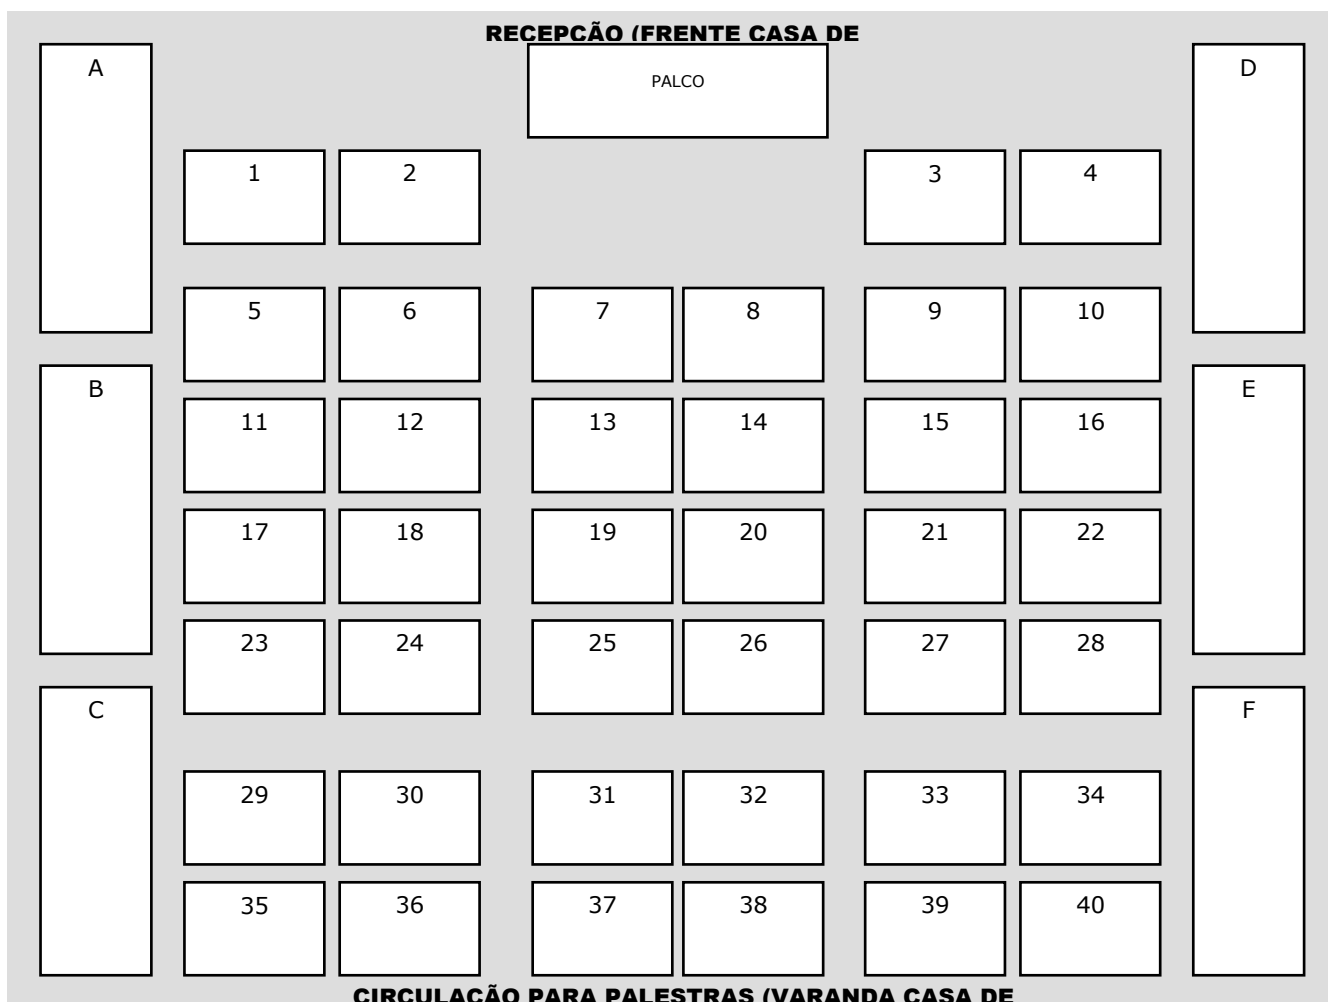 RECEPÇÃO (FRENTE CASA DE
A
PALCO
D
1 2 3 4
5 6 7 8 9 10
B
E
11 12 13 14 15 16
17 18 19 20 21 22
23 24 25 26 27 28
C
F
29 30 31 32 33 34
35 36 37 38 39 40
CIRCULAÇÃO PARA PALESTRAS (VARANDA CASA DE